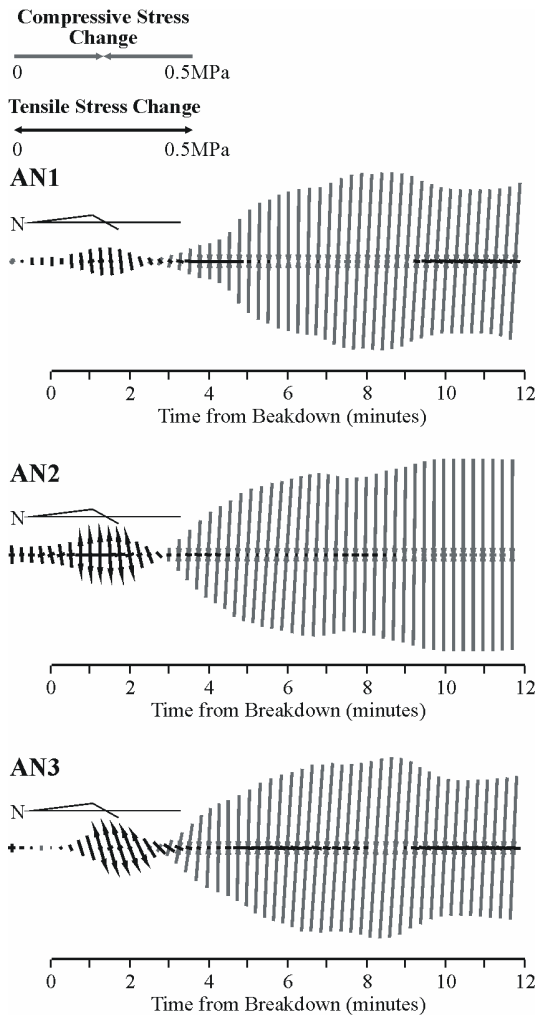 Compressive Stress
Change
0 0.5MPa
Tensile Stress Change
0 0.5MPa
AN1
N
0 2 4 6 8 10 12
Time from Beakdown (minutes)
AN2
N
0 2 4 6 8 10 12
Time from Breakdown (minutes)
AN3
N
0 2 4 6 8 10 12
Time from Breakdown (minutes)